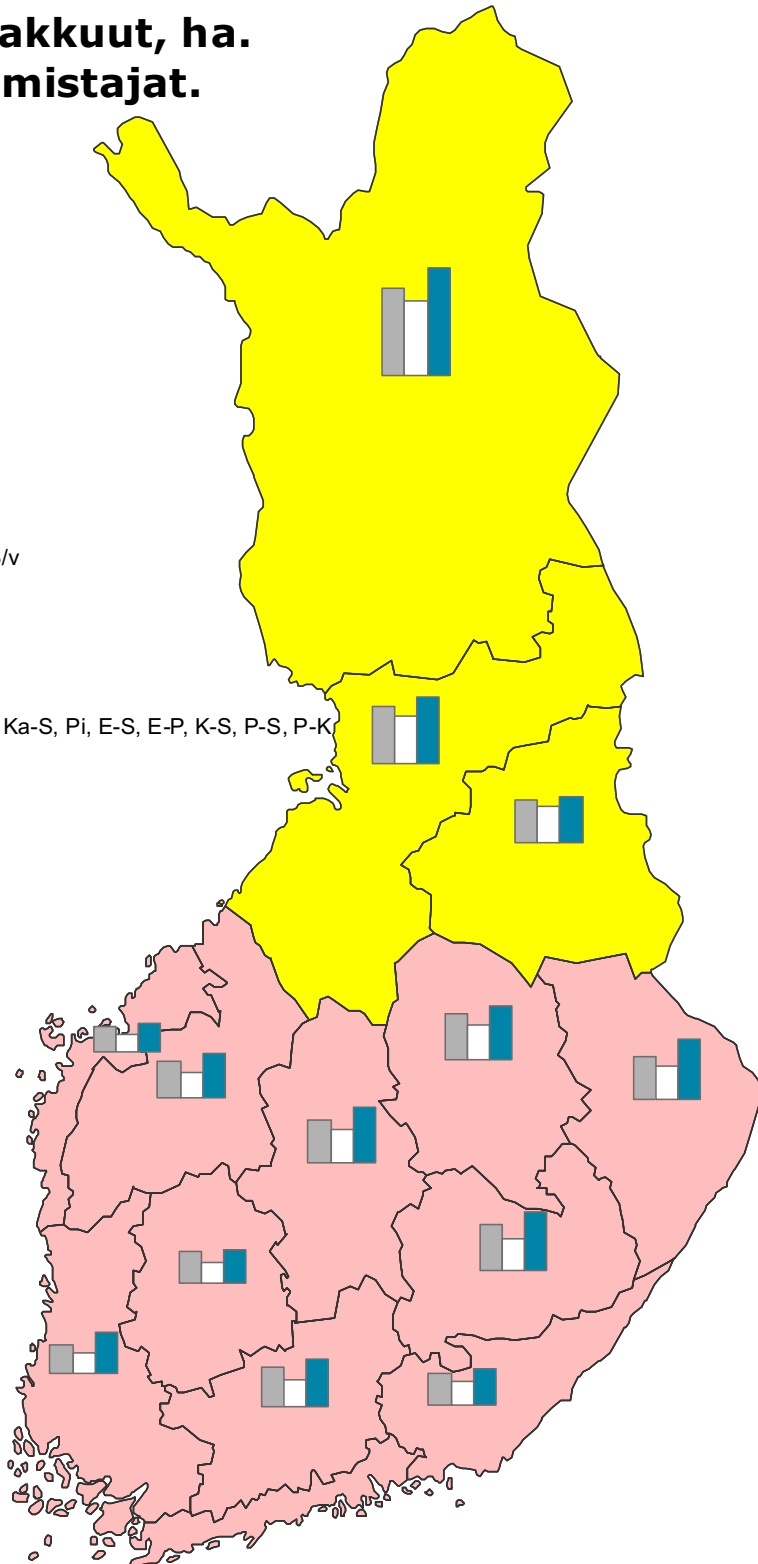 akkuut, ha.
mistajat.
/v
Ka-S, Pi, E-S, E-P, K-S, P-S, P-K